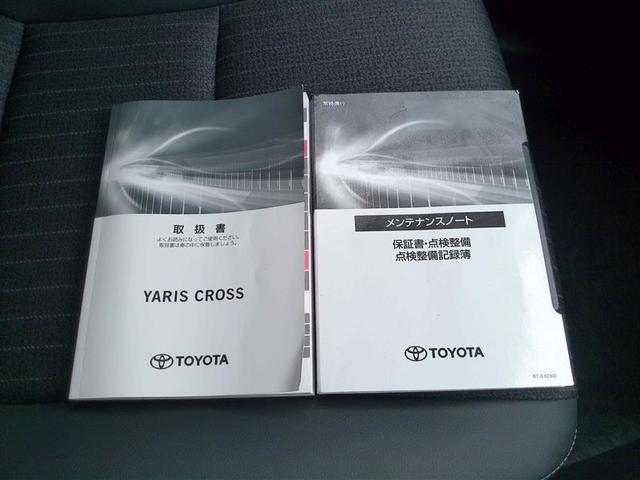 取扱書
よくお読みになってご使用ください。
取扱書は車の中に保管しましょう。
YARIS CROSS
TOYOTA
常時携行
メンテナンスノート
保証書・点検整備
点検整備記録簿
TOYOTA